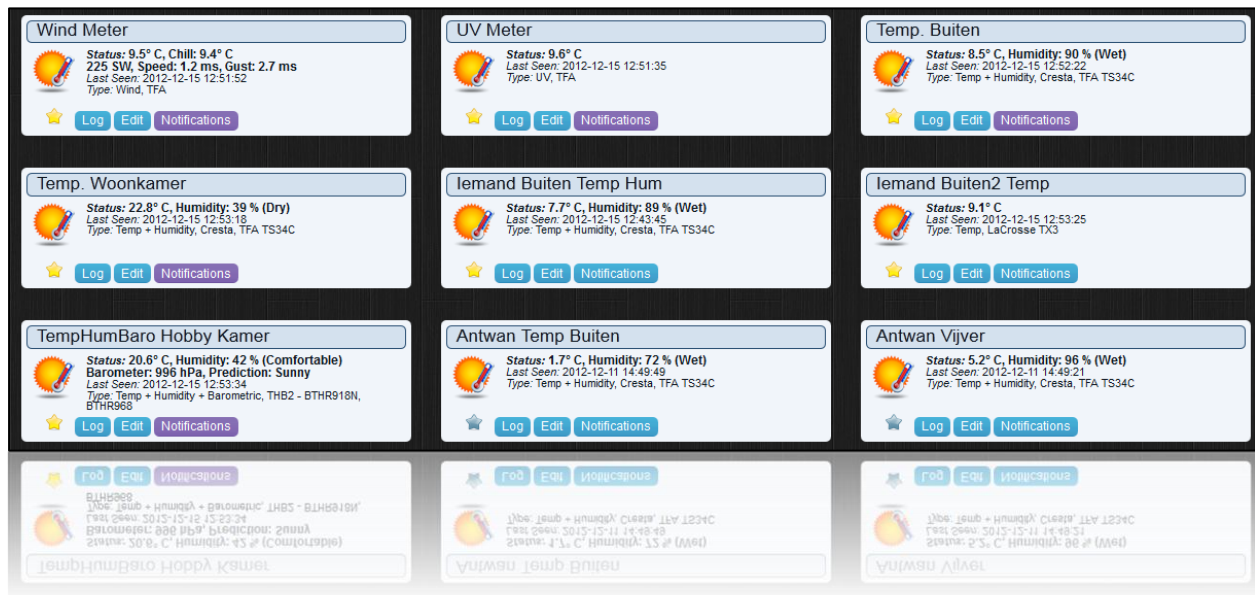 Wind Meter
Status: 9.5° C, Chill: 9.4° C
225 SW, Speed: 1.2 ms, Gust: 2.7 ms
Last Seen: 2012-12-15 12:51:52
Type: Wind, TFA
Log Edit Notifications
UV Meter
Status: 9.6° C
Last Seen: 2012-12-15 12:51:35
Type: UV, TFA
Log Edit Notifications
Temp. Buiten
Status: 8.5° C, Humidity: 90 % (Wet)
Last Seen: 2012-12-15 12:52:22
Type: Temp + Humidity, Cresta, TFA TS34C
Log Edit Notifications
Temp. Woonkamer
Status: 22.8° C, Humidity: 39 % (Dry)
Last Seen: 2012-12-15 12:53:18
Type: Temp + Humidity, Cresta, TFA TS34C
Log Edit Notifications
Iemand Buiten Temp Hum
Status: 7.7° C, Humidity: 89 % (Wet)
Last Seen: 2012-12-15 12:43:45
Type: Temp + Humidity, Cresta, TFA TS34C
Log Edit Notifications
Iemand Buiten2 Temp
Status: 9.1° C
Last Seen: 2012-12-15 12:53:25
Type: Temp, LaCrosse TX3
Log Edit Notifications
TempHumBaro Hobby Kamer
Status: 20.6° C, Humidity: 42 % (Comfortable)
Barometer: 996 hPa, Prediction: Sunny
Last Seen: 2012-12-15 12:53:34
Type: Temp + Humidity + Barometric, THB2 - BTHR918N,
BTHR968
Log Edit Notifications
Antwan Temp Buiten
Status: 1.7° C, Humidity: 72 % (Wet)
Last Seen: 2012-12-11 14:49:49
Type: Temp + Humidity, Cresta, TFA TS34C
Log Edit Notifications
Antwan Vijver
Status: 5.2° C, Humidity: 96 % (Wet)
Last Seen: 2012-12-11 14:49:21
Type: Temp + Humidity, Cresta, TFA TS34C
Log Edit Notifications